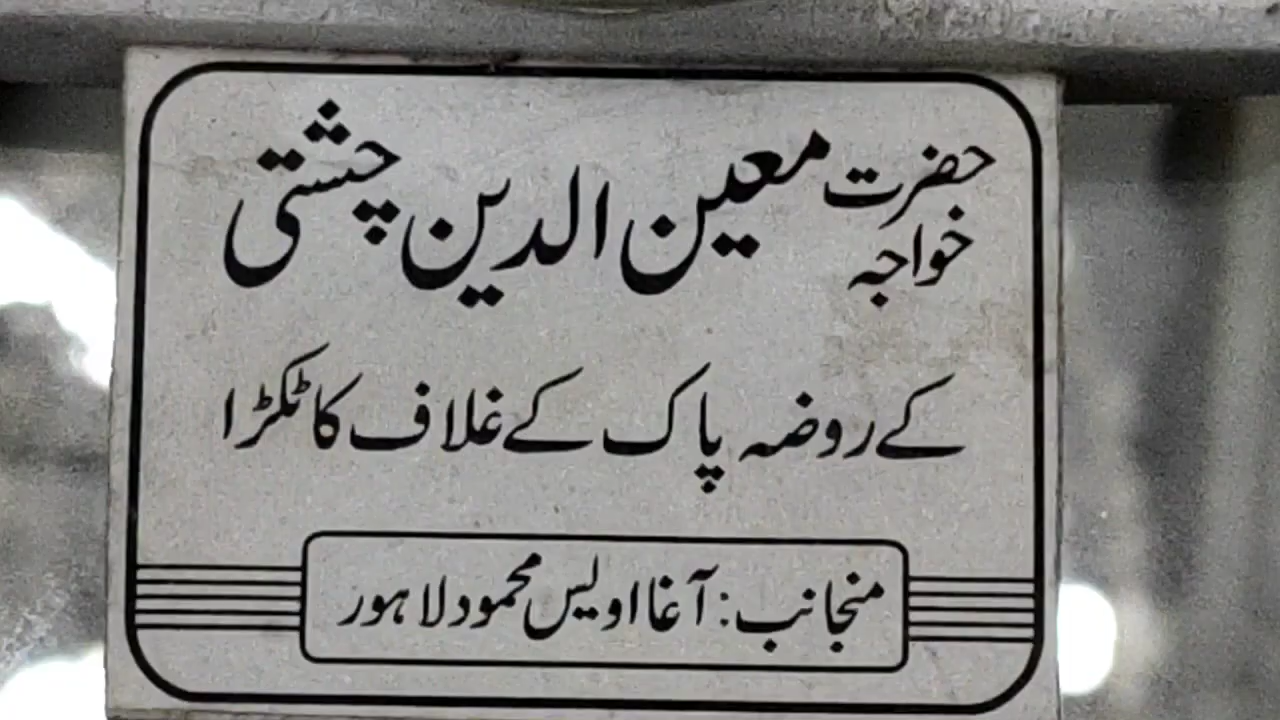 حضرت خواجہ معین الدین چشتی
کے روضہ پاک کے غلاف کا ٹکڑا
منجانب: آغا اویس محمود لاہور